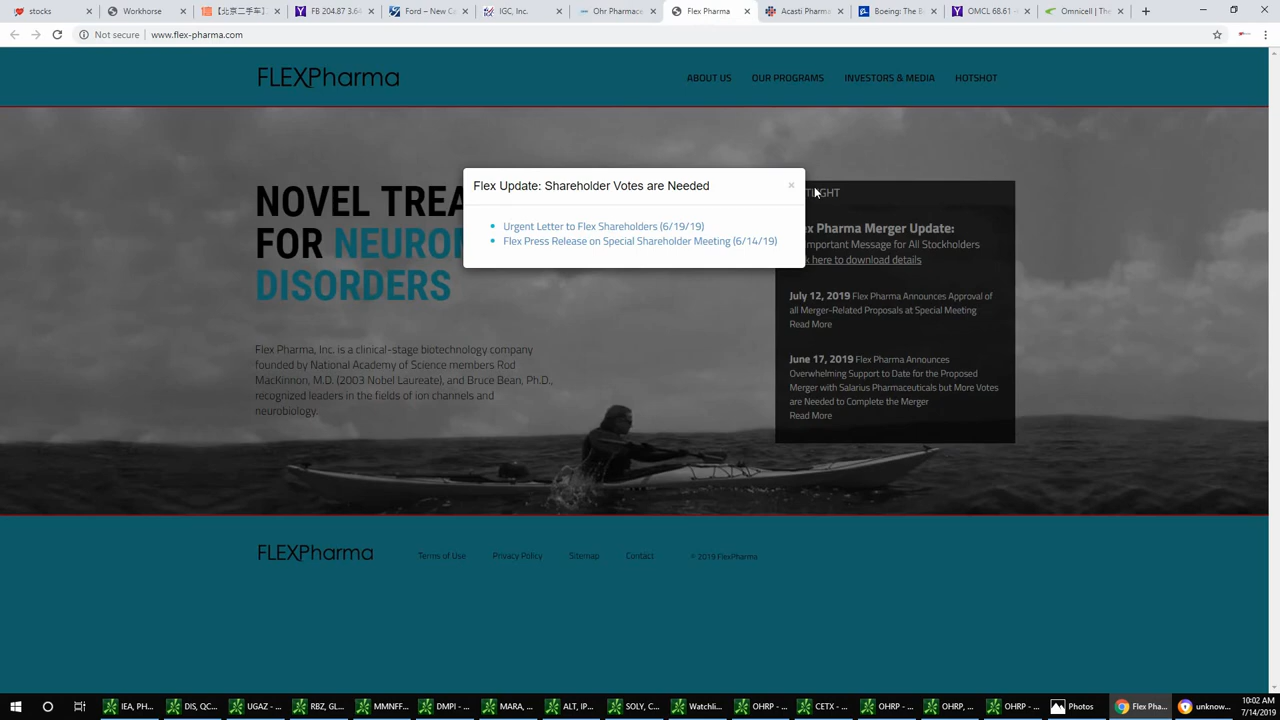 stocks
Workhorse
【北京二手车】
FB 204.87 3.64
Ford – New Ca
IGC, Inc.
Ohr Pharmace
Flex Pharma
Acasti Pharma
Boeing: The B
OMCL 68.61 -
Omnicell | The
Not secure
www.flex-pharma.com
FLEXPharma
ABOUT US
OUR PROGRAMS
INVESTORS & MEDIA
HOTSHOT
Flex Update: Shareholder Votes are Needed
×
Urgent Letter to Flex Shareholders (6/19/19)
Flex Press Release on Special Shareholder Meeting (6/14/19)
NOVEL TREA
FOR NEUROM
DISORDERS
Flex Pharma, Inc. is a clinical-stage biotechnology company
founded by National Academy of Science members Rod
MacKinnon, M.D. (2003 Nobel Laureate), and Bruce Bean, Ph.D.,
recognized leaders in the fields of ion channels and
neurobiology.
Pharma Merger Update:
Important Message for All Stockholders
here to download details
July 12, 2019 Flex Pharma Announces Approval of
all Merger-Related Proposals at Special Meeting
Read More
June 17, 2019 Flex Pharma Announces
Overwhelming Support to Date for the Proposed
Merger with Salarius Pharmaceuticals but More Votes
are Needed to Complete the Merger
Read More
FLEXPharma
Terms of Use
Privacy Policy
Sitemap
Contact
© 2019 FlexPharma
IEA, PH...
DIS, QC...
UGAZ - ...
RBZ, GL...
MMNFF...
DMPI - ...
MARA, ...
ALT, IP...
SOLY, C...
Watchli...
OHRP - ...
CETX - ...
OHRP - ...
OHRP, ...
OHRP - ...
Photos
Flex Pha...
unknow...
10:02 AM
7/14/2019